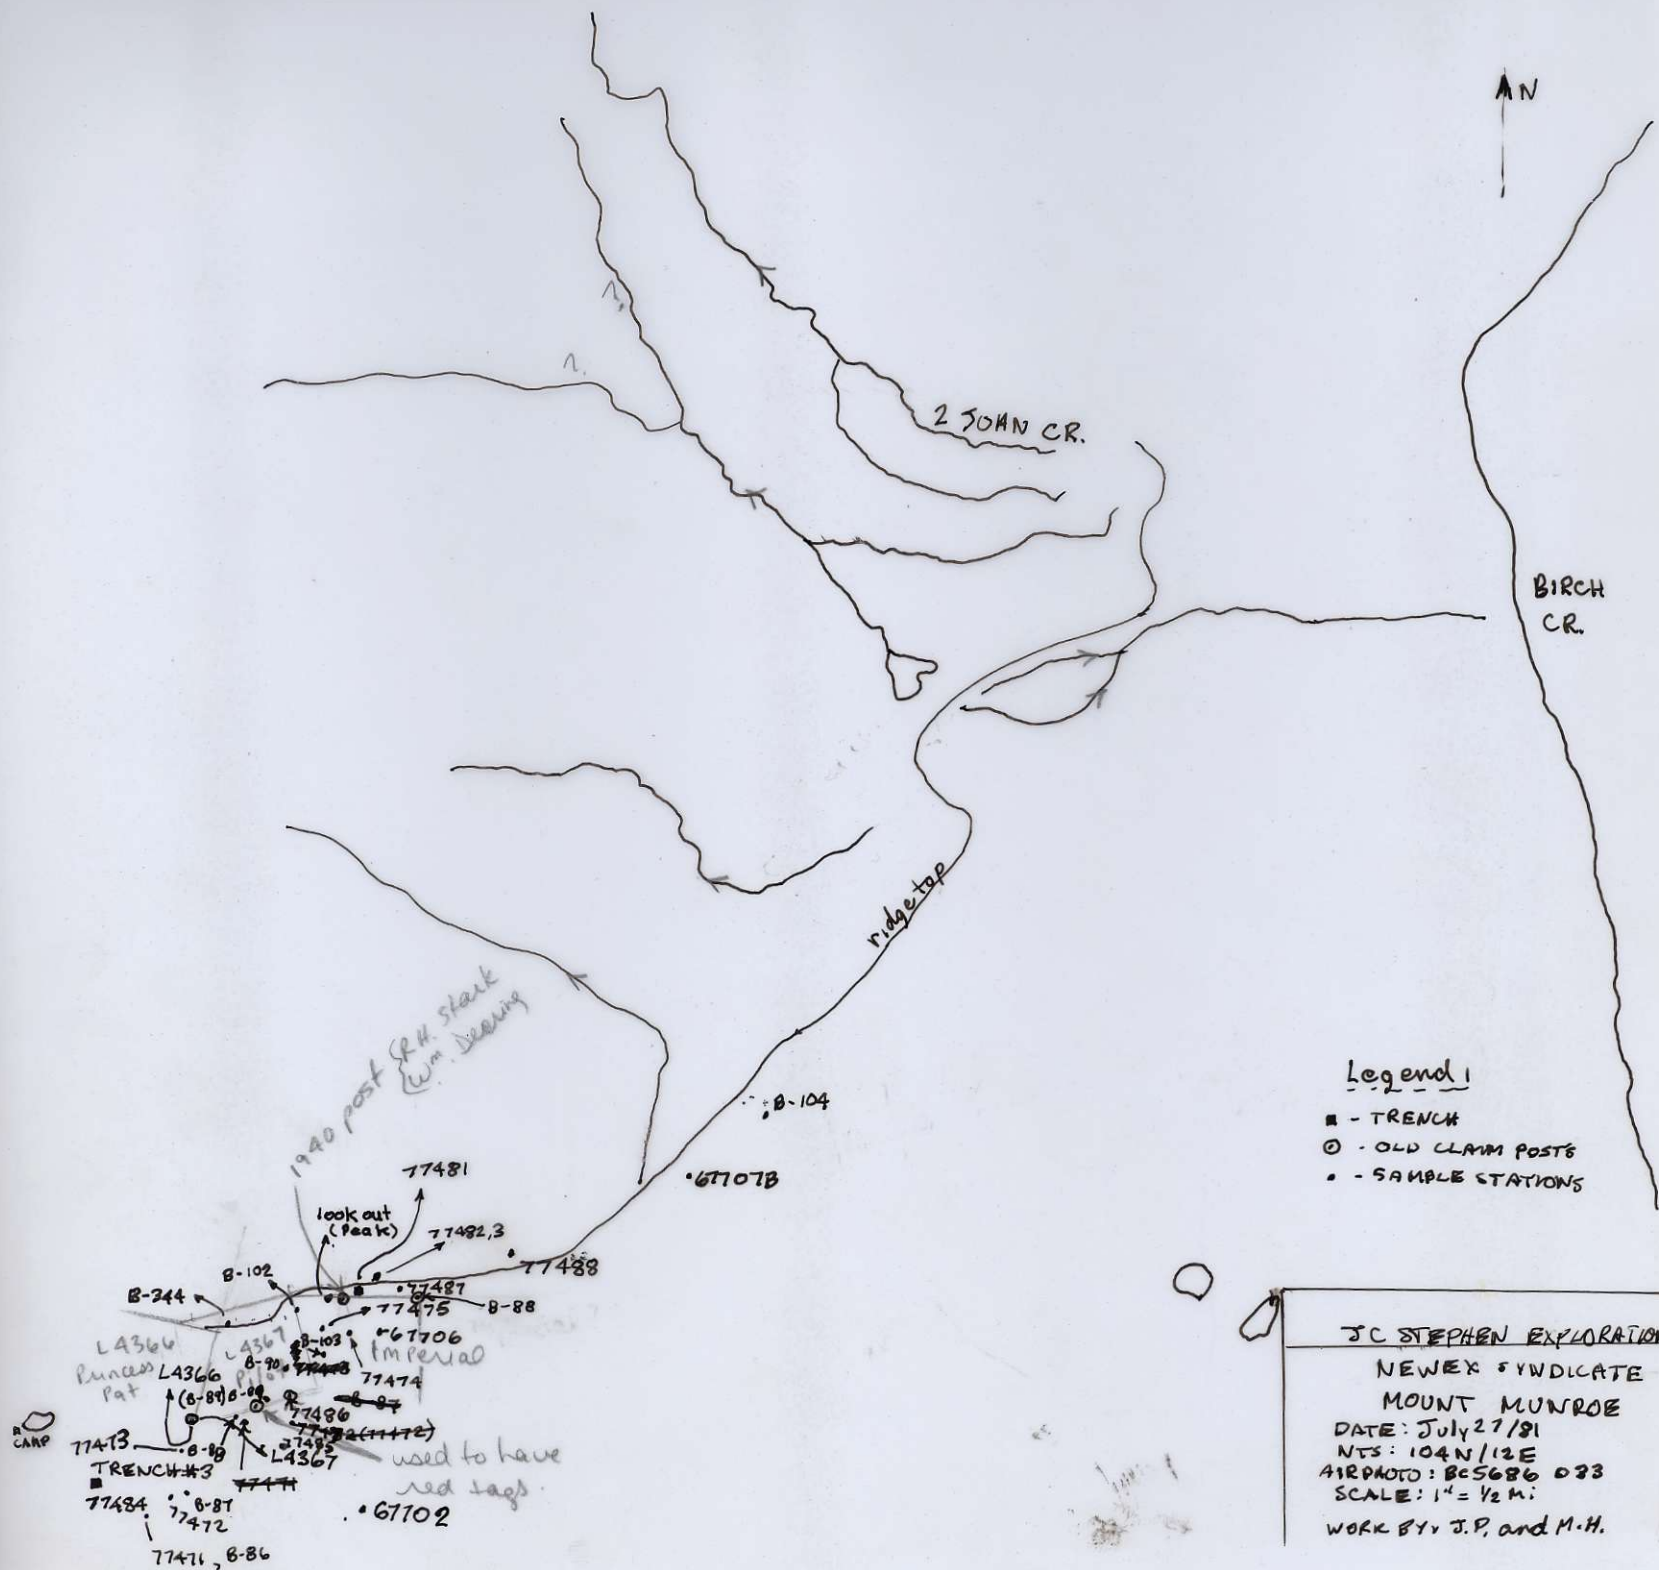 N
2 JOHN CR.
BIRCH
CR.
ridge top
1940 post { R.H. Stark
Wm. Deering
B-104
67707B
Legend
■ - TRENCH
⊙ - OLD CLAIM POSTS
• - SAMPLE STATIONS
77481
look out
(Peak)
77482,3
77488
B-102
B-344
77487
B-88
77475
L4366
Princess
Pat
L4367
Pilot
B-103
67706
Imperial
B-90
77474
L4366
(B-89)
B-87
77486
77485
L4367
CAMP
77473
B-89
TRENCH#3
77471
used to have
red tags.
77484
B-87
77472
67702
77471, B-86
JC STEPHEN EXPLORATION
NEWEX SYNDICATE
MOUNT MUNROE
DATE: July 27/81
NTS: 104N/12E
AIRPHOTO: BC5686 033
SCALE: 1" = 1/2 Mi
WORK BY: J.P. and M.H.